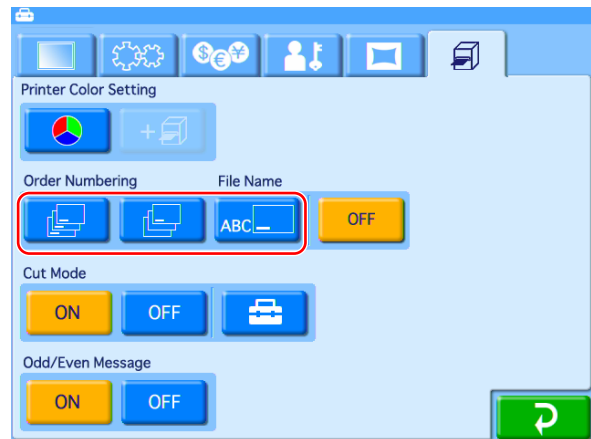 $€¥
Printer Color Setting
Order Numbering File Name
ABC OFF
Cut Mode
ON OFF
Odd/Even Message
ON OFF